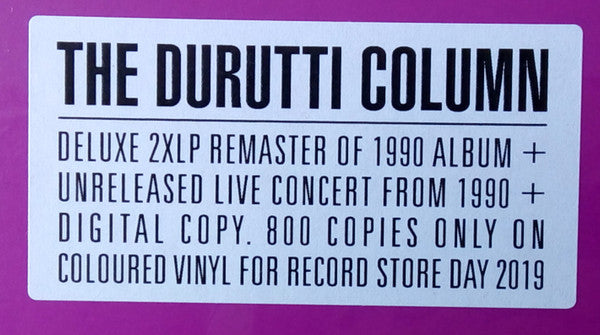 THE DURUTTI COLUMN
DELUXE 2XLP REMASTER OF 1990 ALBUM +
UNRELEASED LIVE CONCERT FROM 1990 +
DIGITAL COPY. 800 COPIES ONLY ON
COLOURED VINYL FOR RECORD STORE DAY 2019